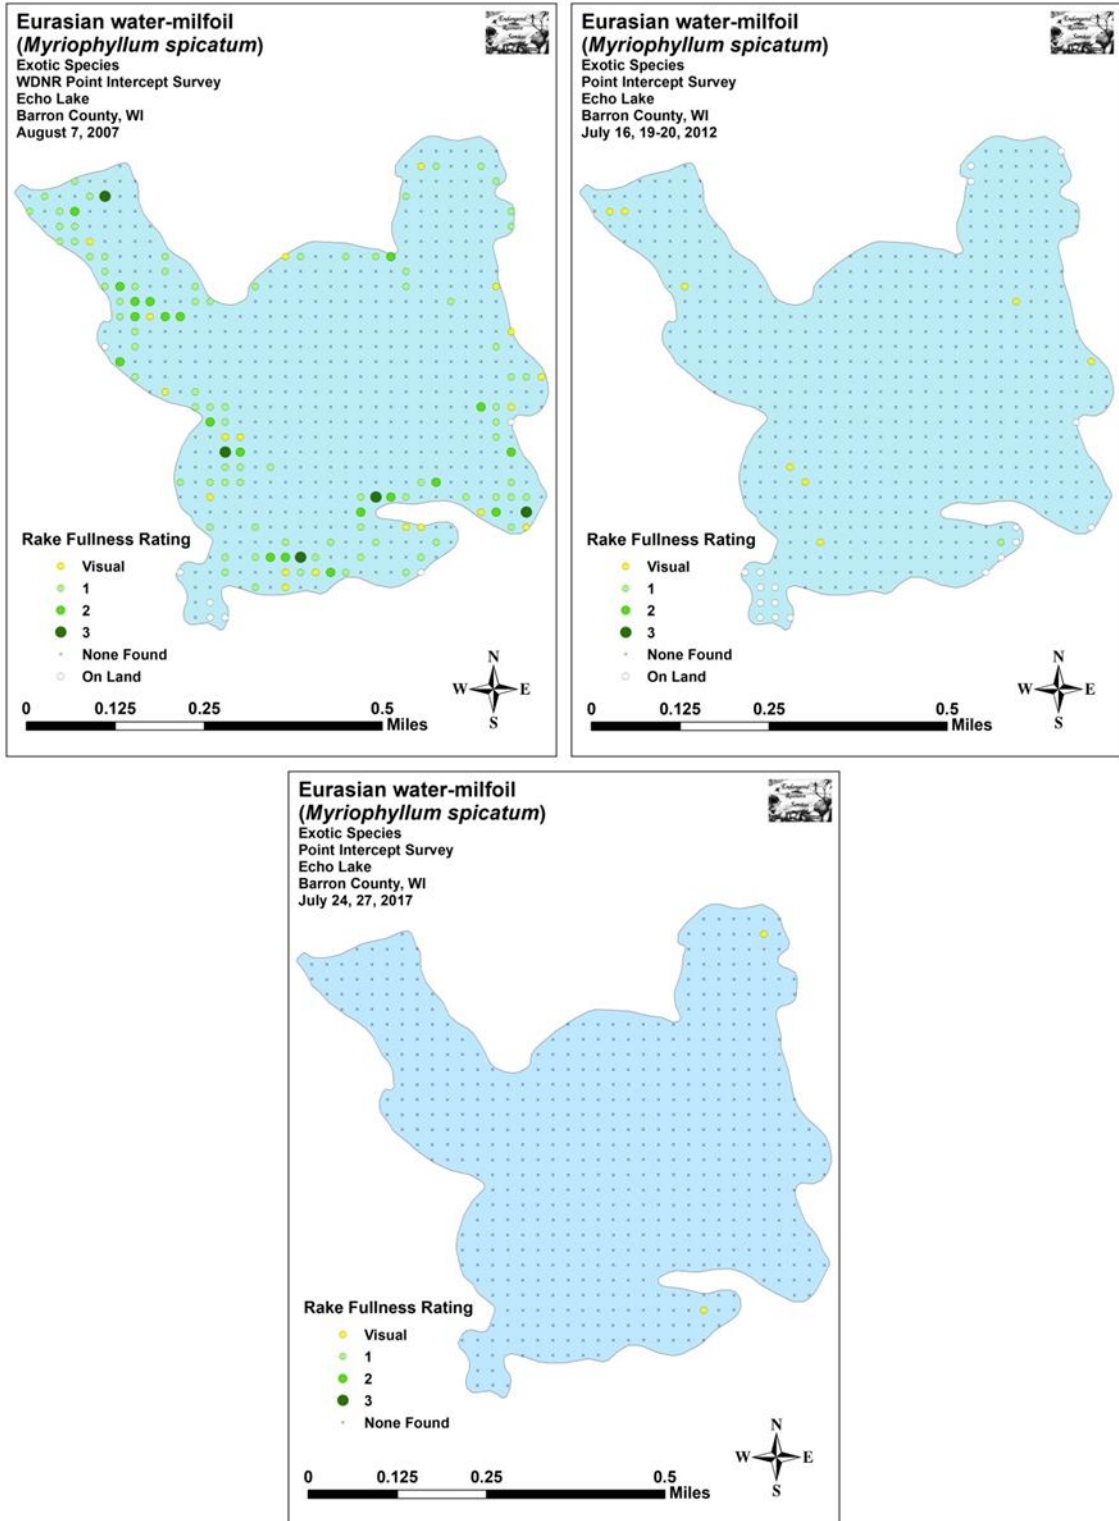 Eurasian water-milfoil
(Myriophyllum spicatum)
Exotic Species
WDNR Point Intercept Survey
Echo Lake
Barron County, WI
August 7, 2007
Rake Fullness Rating
Visual
1
2
3
None Found
On Land
N
W E
S
0 0.125 0.25 0.5
Miles
Eurasian water-milfoil
(Myriophyllum spicatum)
Exotic Species
Point Intercept Survey
Echo Lake
Barron County, WI
July 16, 19-20, 2012
Rake Fullness Rating
Visual
1
2
3
None Found
On Land
N
W E
S
0 0.125 0.25 0.5
Miles
Eurasian water-milfoil
(Myriophyllum spicatum)
Exotic Species
Point Intercept Survey
Echo Lake
Barron County, WI
July 24, 27, 2017
Rake Fullness Rating
Visual
1
2
3
None Found
N
W E
S
0 0.125 0.25 0.5
Miles